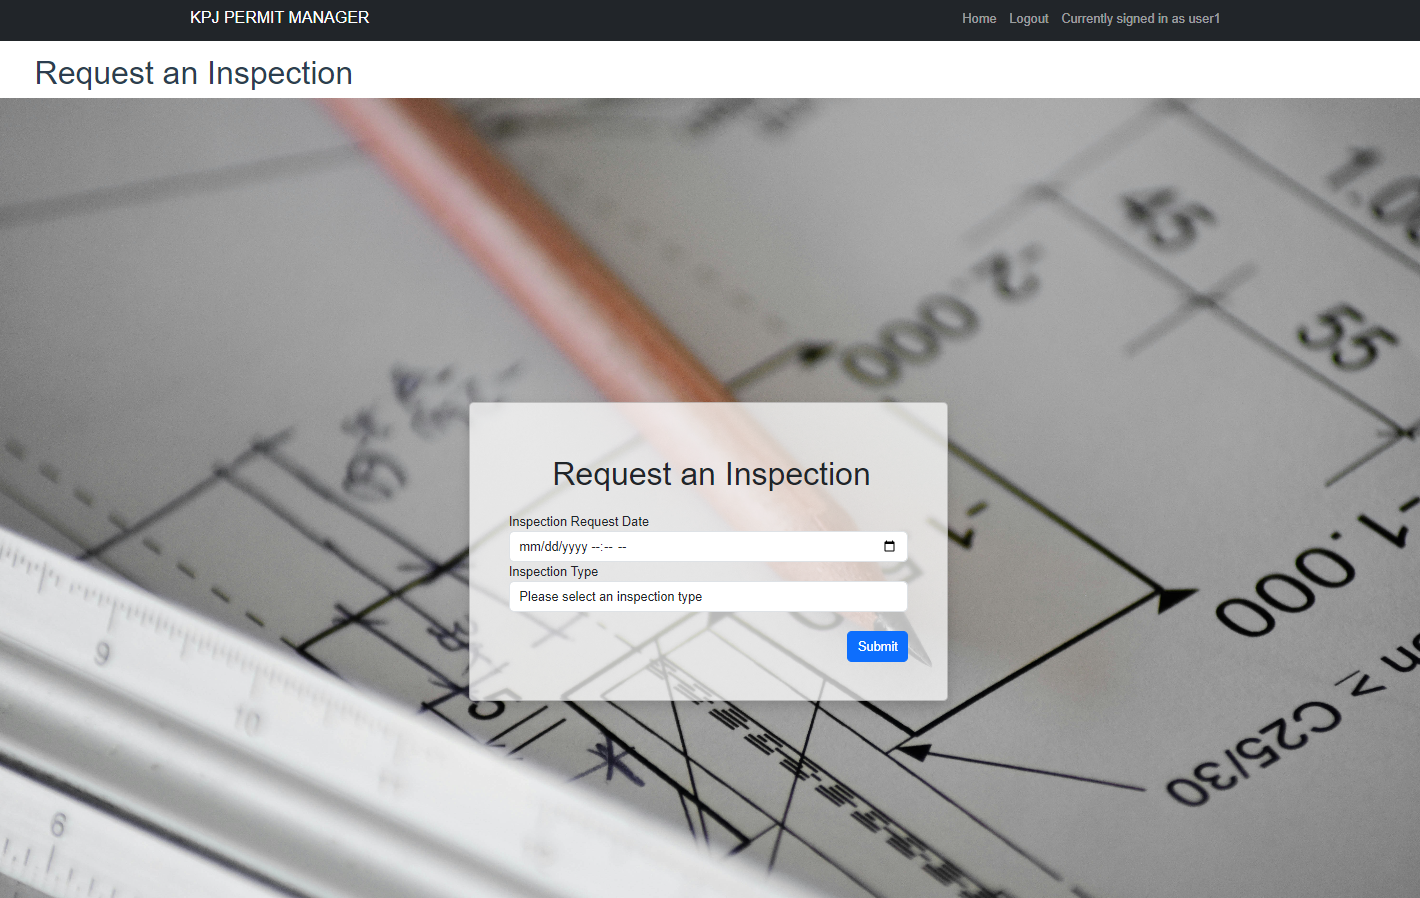 KPJ PERMIT MANAGER
Home Logout Currently signed in as user1
Request an Inspection
1.0
45
2.000
55
-1
-1.000
Request an Inspection
Inspection Request Date
mm/dd/yyyy --:-- --
Inspection Type
Please select an inspection type
Submit
C25/30
9
10
6